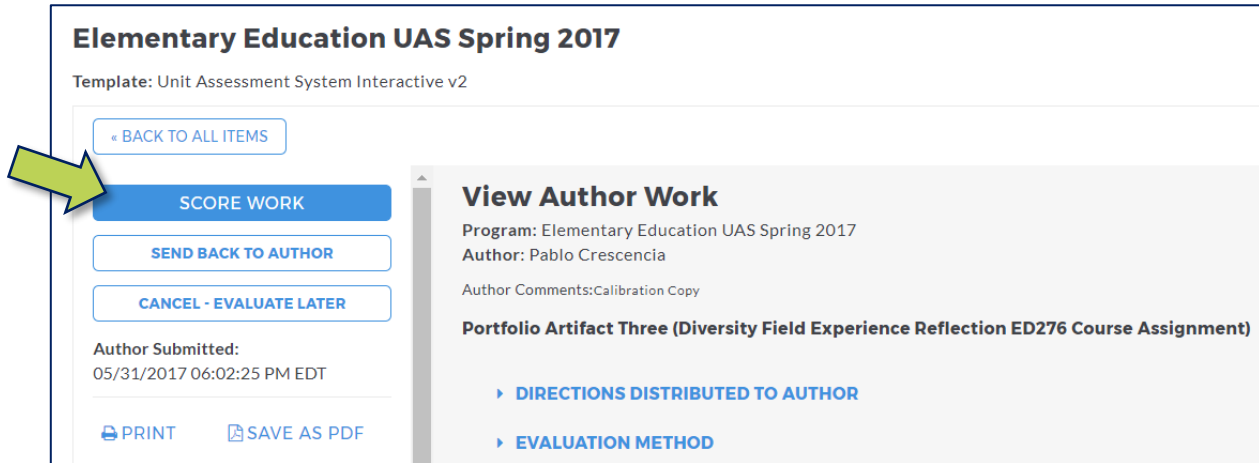 Elementary Education UAS Spring 2017
Template: Unit Assessment System Interactive v2
« BACK TO ALL ITEMS
SCORE WORK
SEND BACK TO AUTHOR
CANCEL - EVALUATE LATER
Author Submitted:
05/31/2017 06:02:25 PM EDT
PRINT SAVE AS PDF
View Author Work
Program: Elementary Education UAS Spring 2017
Author: Pablo Crescencia
Author Comments:Calibration Copy
Portfolio Artifact Three (Diversity Field Experience Reflection ED276 Course Assignment)
DIRECTIONS DISTRIBUTED TO AUTHOR
EVALUATION METHOD